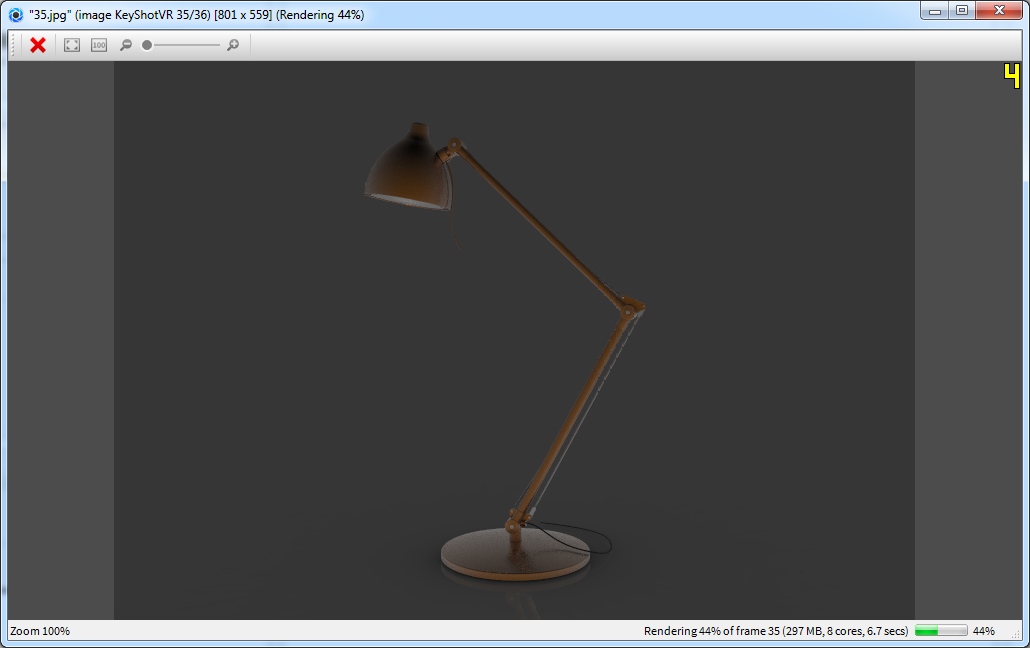 "35.jpg" (image KeyShotVR 35/36) [801 x 559] (Rendering 44%)
100
4
Zoom 100%
Rendering 44% of frame 35 (297 MB, 8 cores, 6.7 secs)
44%